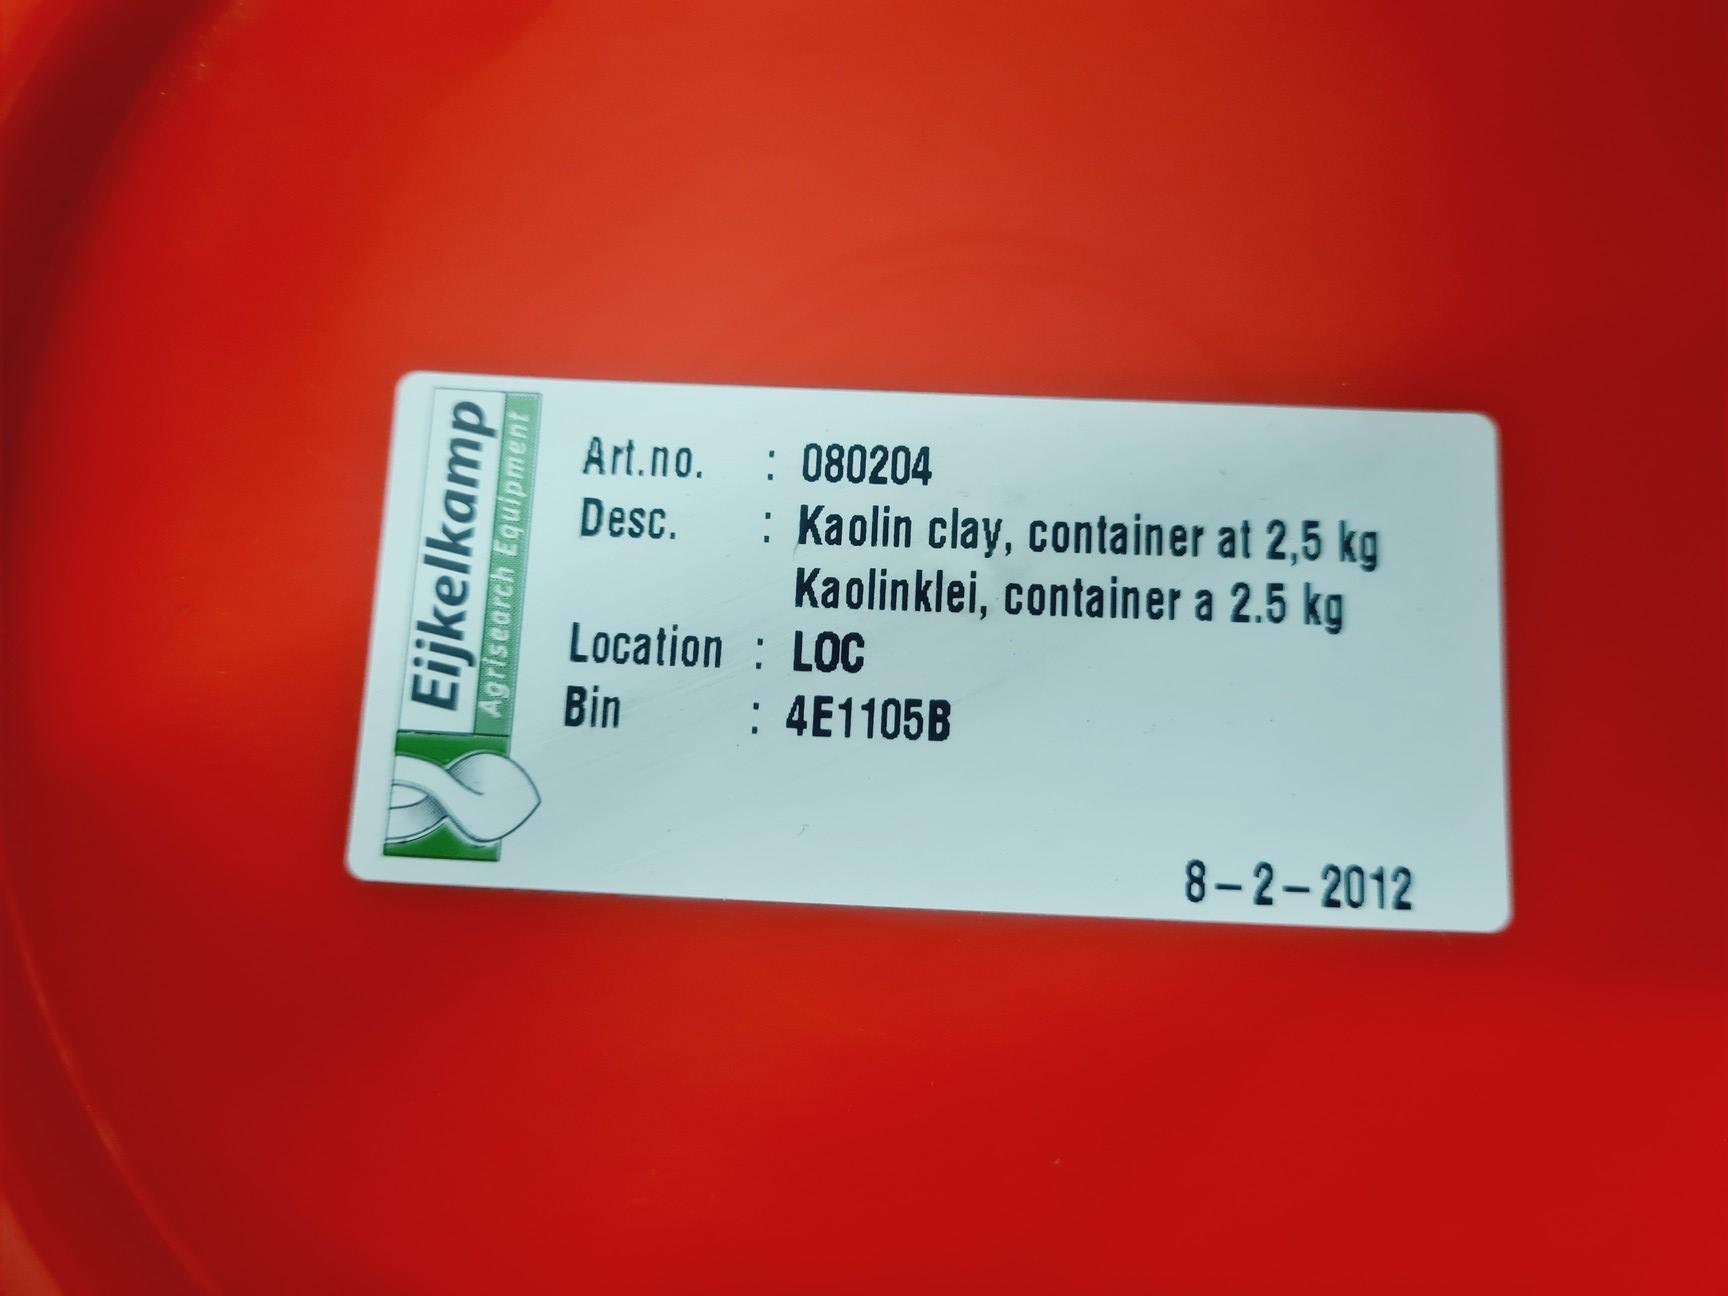 Eijkelkamp
Agrisearch Equipment
Art.no. : 080204
Desc. : Kaolin clay, container at 2,5 kg
Kaolinklei, container a 2.5 kg
Location : LOC
Bin : 4E1105B
8-2-2012